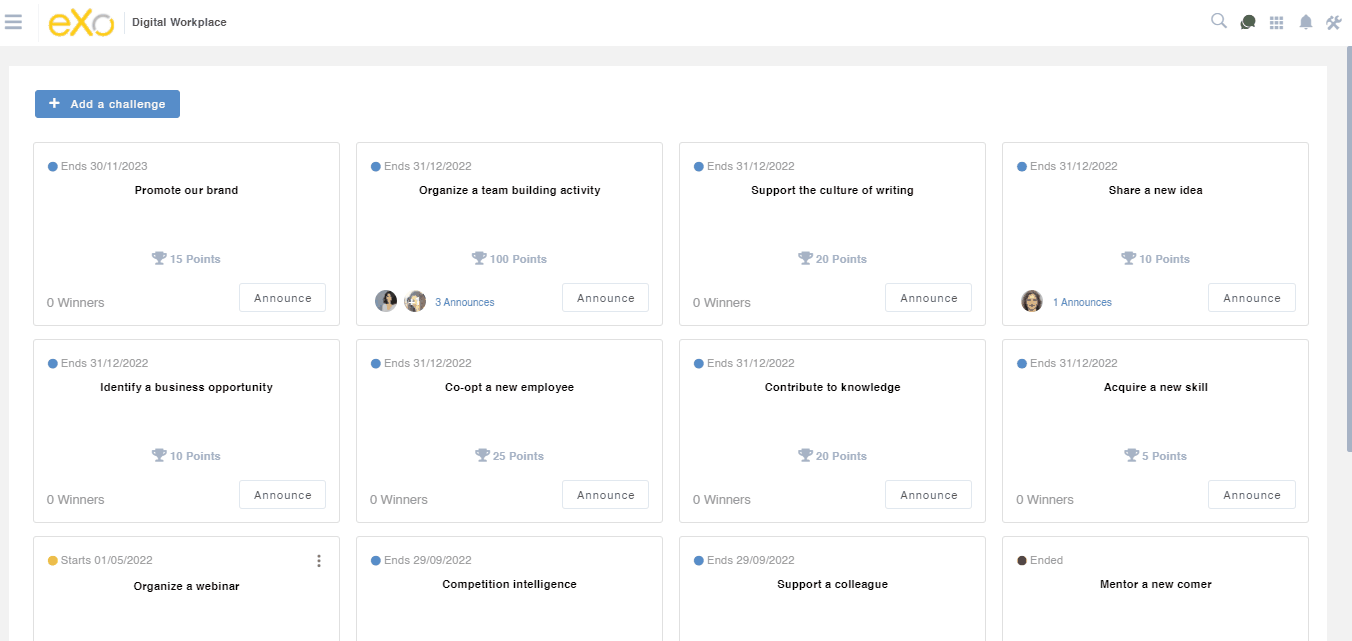 eXo Digital Workplace
+ Add a challenge
Ends 30/11/2023
Promote our brand
15 Points
0 Winners
Announce
Ends 31/12/2022
Organize a team building activity
100 Points
3 Announces
Announce
Ends 31/12/2022
Support the culture of writing
20 Points
0 Winners
Announce
Ends 31/12/2022
Share a new idea
10 Points
1 Announces
Announce
Ends 31/12/2022
Identify a business opportunity
10 Points
0 Winners
Announce
Ends 31/12/2022
Co-opt a new employee
25 Points
0 Winners
Announce
Ends 31/12/2022
Contribute to knowledge
20 Points
0 Winners
Announce
Ends 31/12/2022
Acquire a new skill
5 Points
0 Winners
Announce
Starts 01/05/2022
Organize a webinar
Ends 29/09/2022
Competition intelligence
Ends 29/09/2022
Support a colleague
Ended
Mentor a new comer